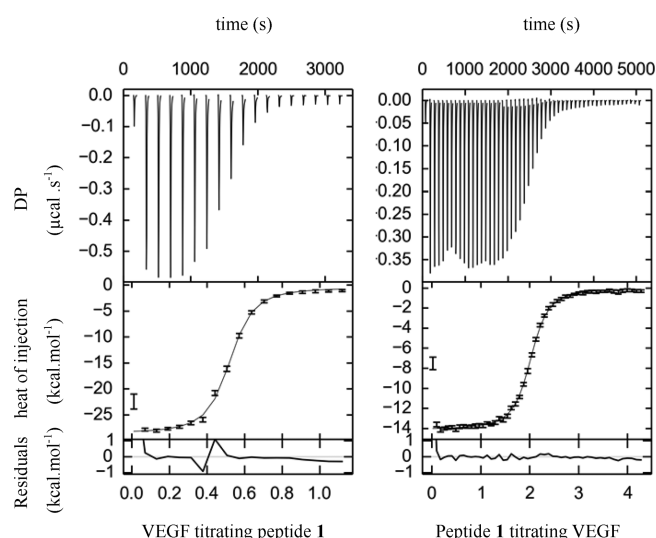 time (s)
time (s)
0 1000 2000 3000
0 1000 2000 3000 4000 5000
DP
(µcal .s⁻¹)
0.0
−0.1
−0.2
−0.3
−0.4
−0.5
0.00
0.05
0.10
0.15
0.20
0.25
0.30
0.35
heat of injection
(kcal.mol⁻¹)
0
−5
−10
−15
−20
−25
0
−2
−4
−6
−8
−10
−12
−14
Residuals
(kcal.mol⁻¹)
1
0
−1
1
0
−1
0.0 0.2 0.4 0.6 0.8 1.0
0 1 2 3 4
VEGF titrating peptide 1
Peptide 1 titrating VEGF